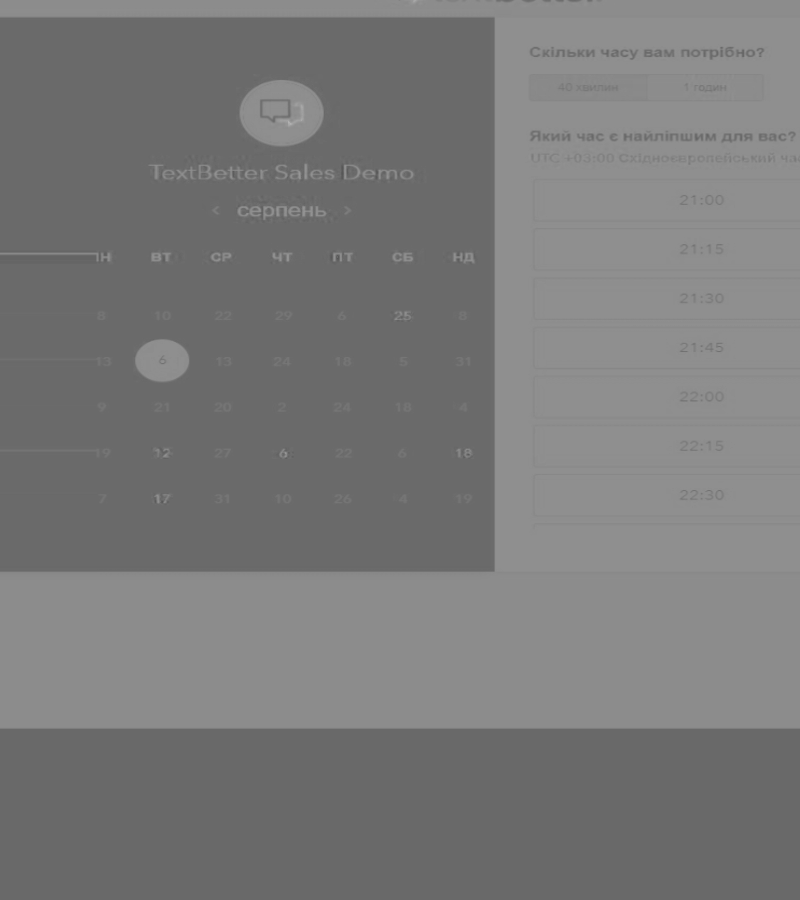 TextBetter Sales Demo
< серпень >
ВТ СР ЧТ ПТ СБ НД
8 10 22 29 6 25 8
13 6 13 24 18 5 31
9 21 20 2 24 18 4
19 12 27 6 22 6 18
7 17 31 10 26 4 19
Скільки часу вам потрібно?
40 хвилин 1 годин
Який час є найліпшим для вас?
UTC +03:00 Східноєвропейський
21:00
21:15
21:30
21:45
22:00
22:15
22:30